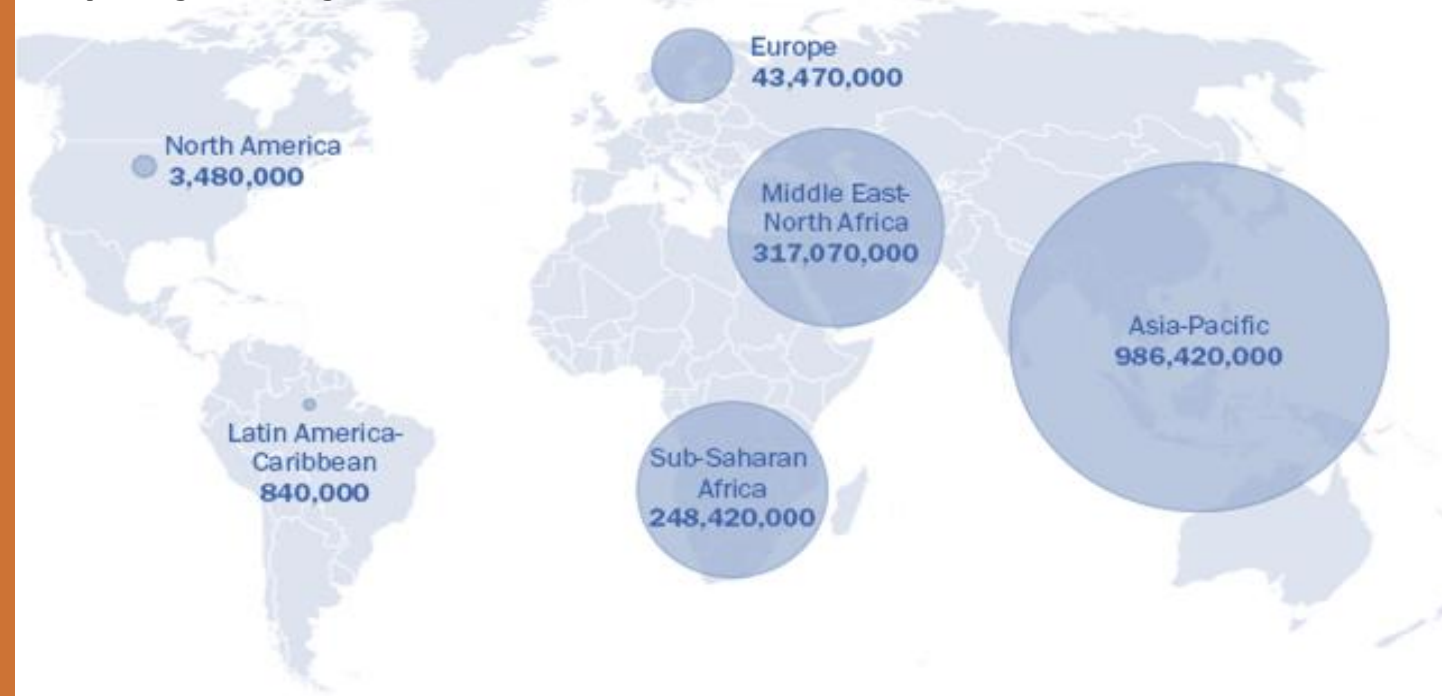 Europe
43,470,000
North America
3,480,000
Middle East-
North Africa
317,070,000
Asia-Pacific
986,420,000
Latin America-
Caribbean
840,000
Sub-Saharan
Africa
248,420,000